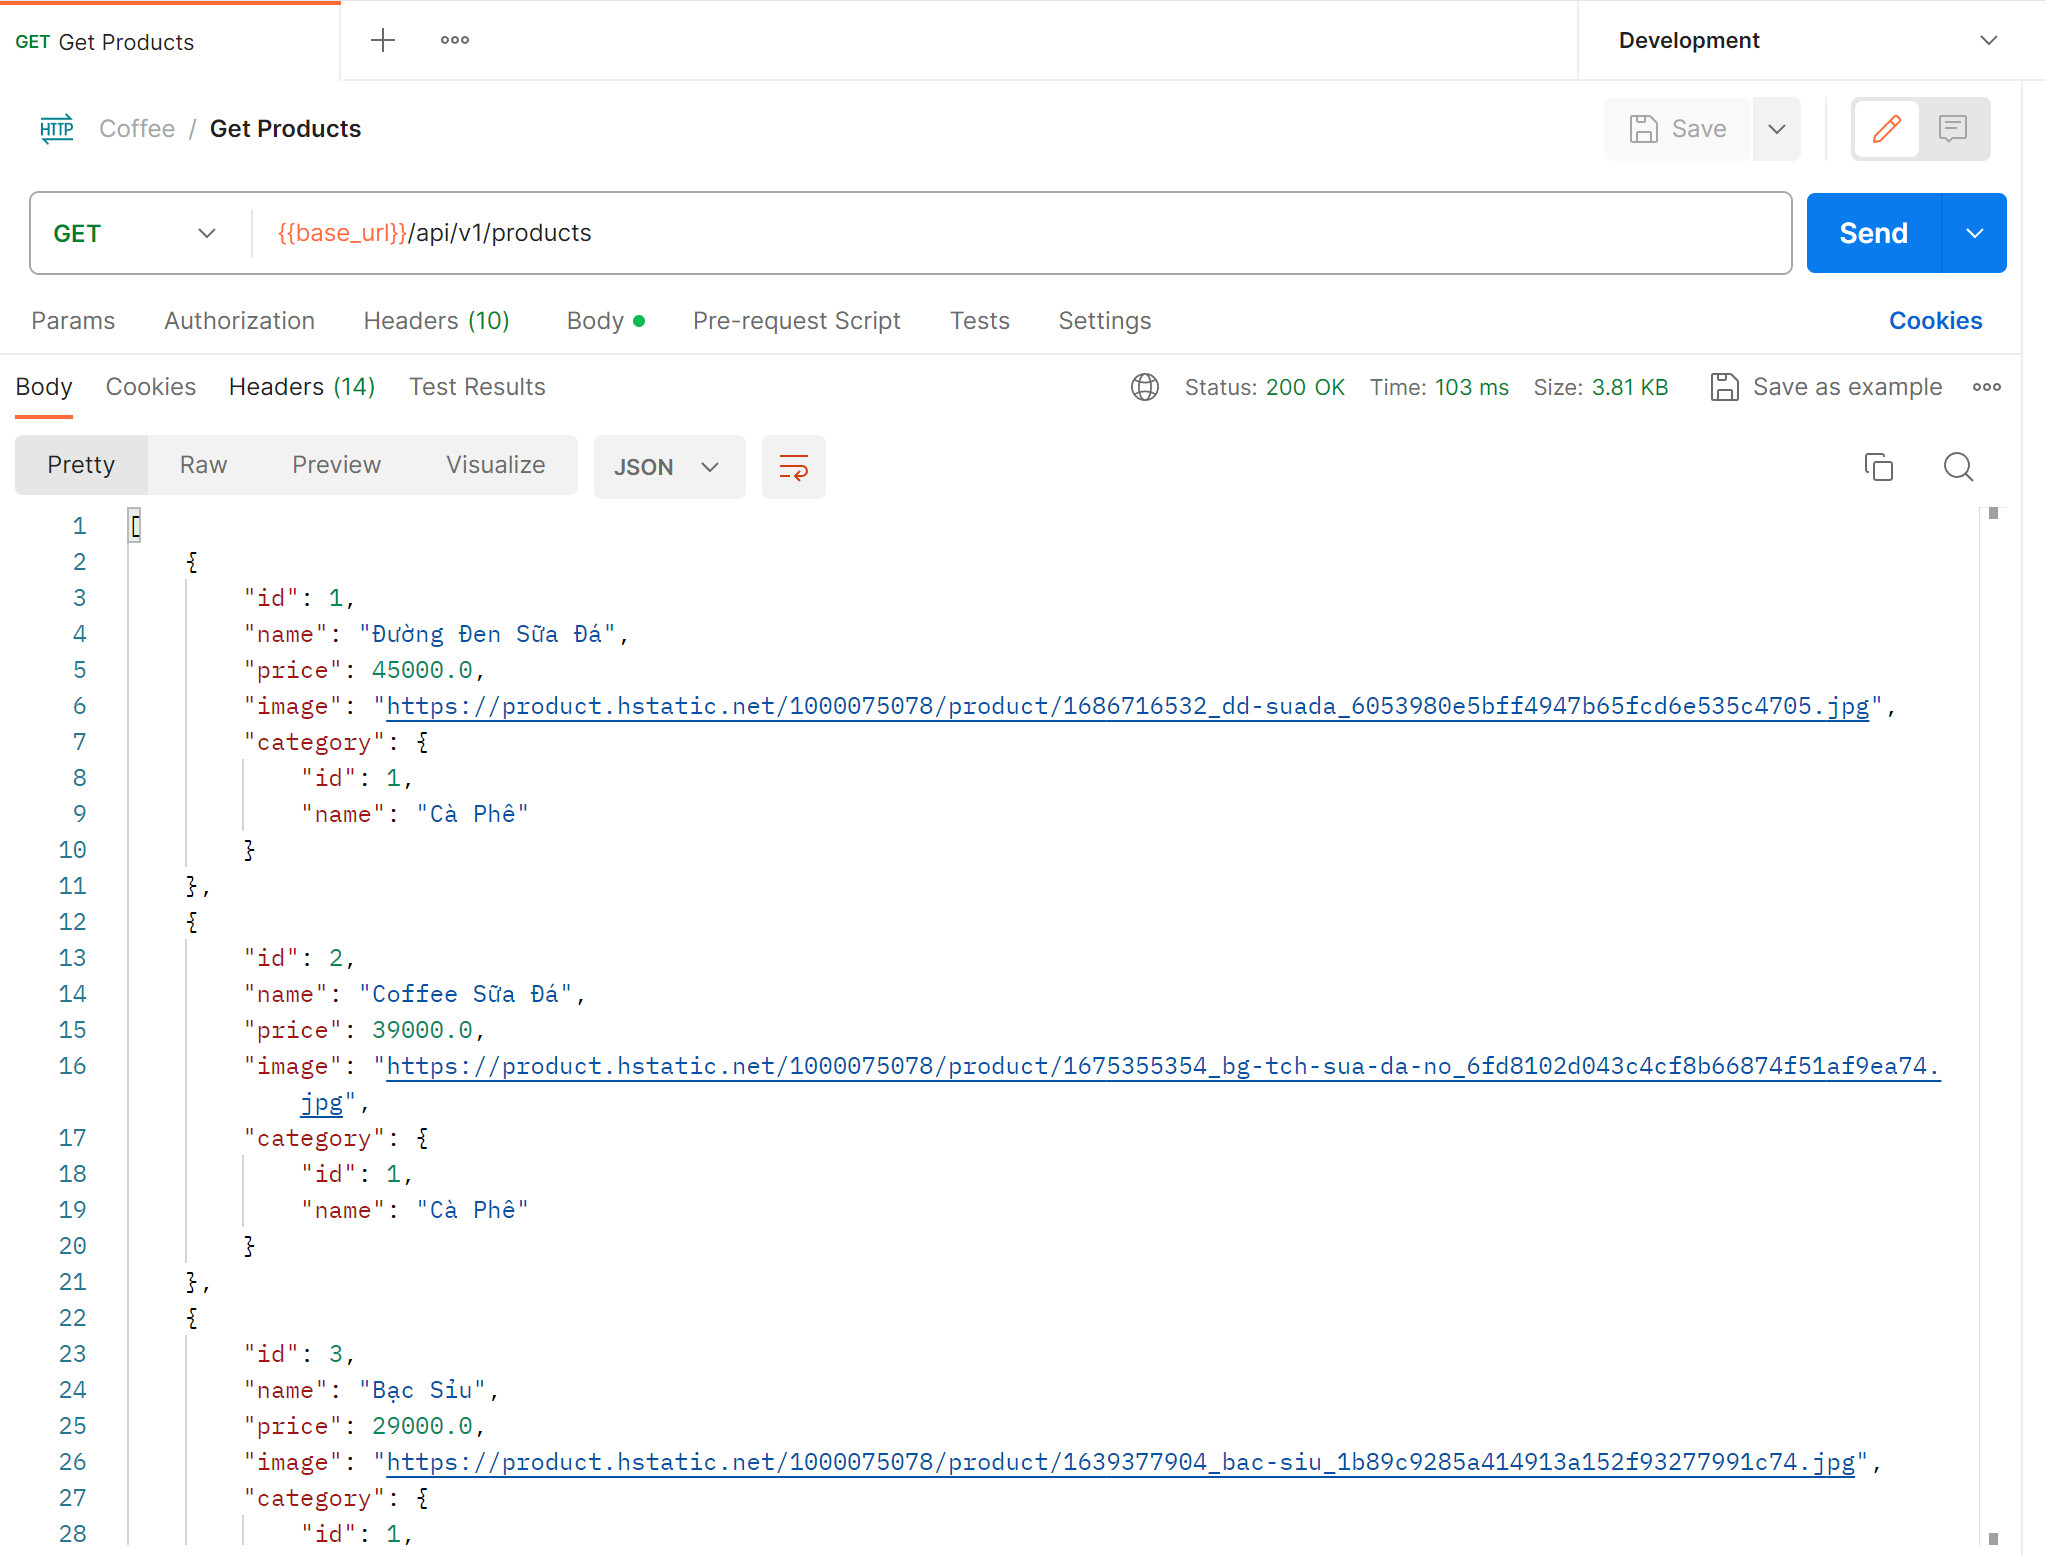 GET Get Products
Development
HTTP Coffee / Get Products
Save
GET {{base_url}}/api/v1/products
Send
Params Authorization Headers (10) Body Pre-request Script Tests Settings Cookies
Body Cookies Headers (14) Test Results Status: 200 OK Time: 103 ms Size: 3.81 KB Save as example
Pretty Raw Preview Visualize JSON
1 [
2 {
3 "id": 1,
4 "name": "Đường Đen Sữa Đá",
5 "price": 45000.0,
6 "image": "https://product.hstatic.net/1000075078/product/1686716532_dd-suada_6053980e5bff4947b65fcd6e535c4705.jpg",
7 "category": {
8 "id": 1,
9 "name": "Cà Phê"
10 }
11 },
12 {
13 "id": 2,
14 "name": "Coffee Sữa Đá",
15 "price": 39000.0,
16 "image": "https://product.hstatic.net/1000075078/product/1675355354_bg-tch-sua-da-no_6fd8102d043c4cf8b66874f51af9ea74.
jpg",
17 "category": {
18 "id": 1,
19 "name": "Cà Phê"
20 }
21 },
22 {
23 "id": 3,
24 "name": "Bạc Sỉu",
25 "price": 29000.0,
26 "image": "https://product.hstatic.net/1000075078/product/1639377904_bac-siu_1b89c9285a414913a152f93277991c74.jpg",
27 "category": {
28 "id": 1,